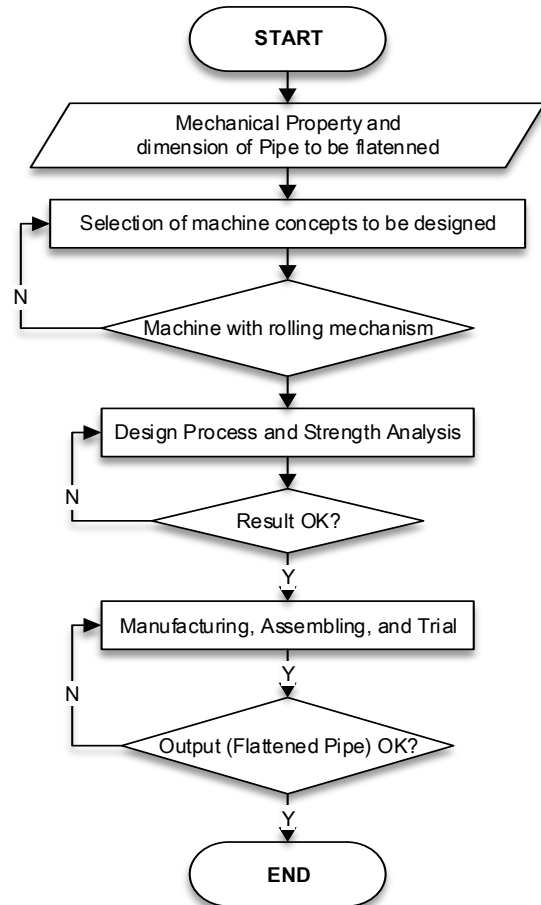 START
Mechanical Property and
dimension of Pipe to be flatenned
Selection of machine concepts to be designed
N
Machine with rolling mechanism
Design Process and Strength Analysis
N
Result OK?
Y
Manufacturing, Assembling, and Trial
Y
N
Output (Flattened Pipe) OK?
Y
END